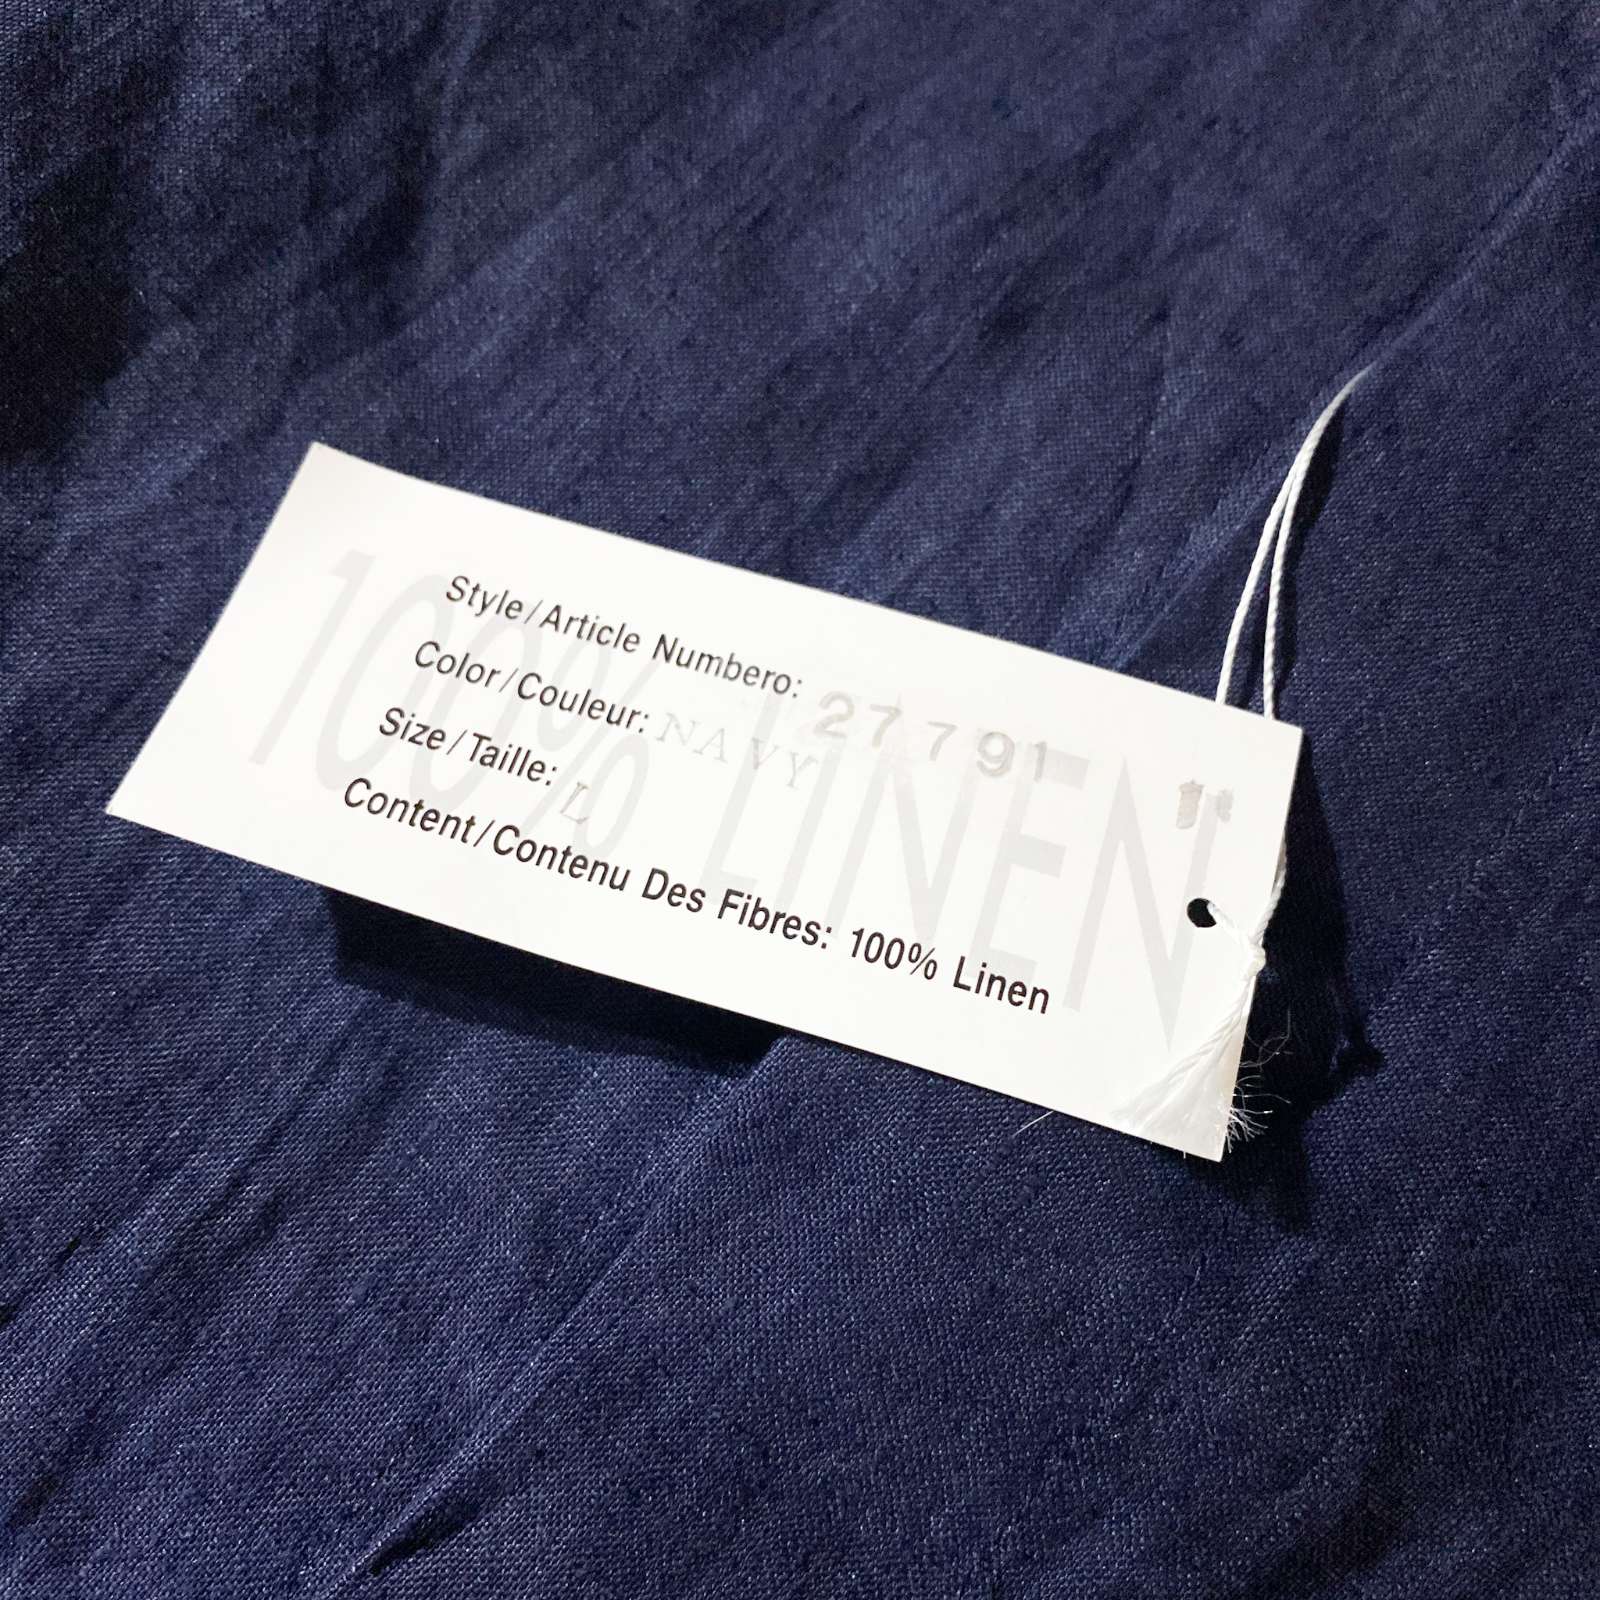 100% LINEN
Style/Article Numbero: 27791
Color/Couleur: NAVY
Size/Taille: L
Content/Contenu Des Fibres: 100% Linen